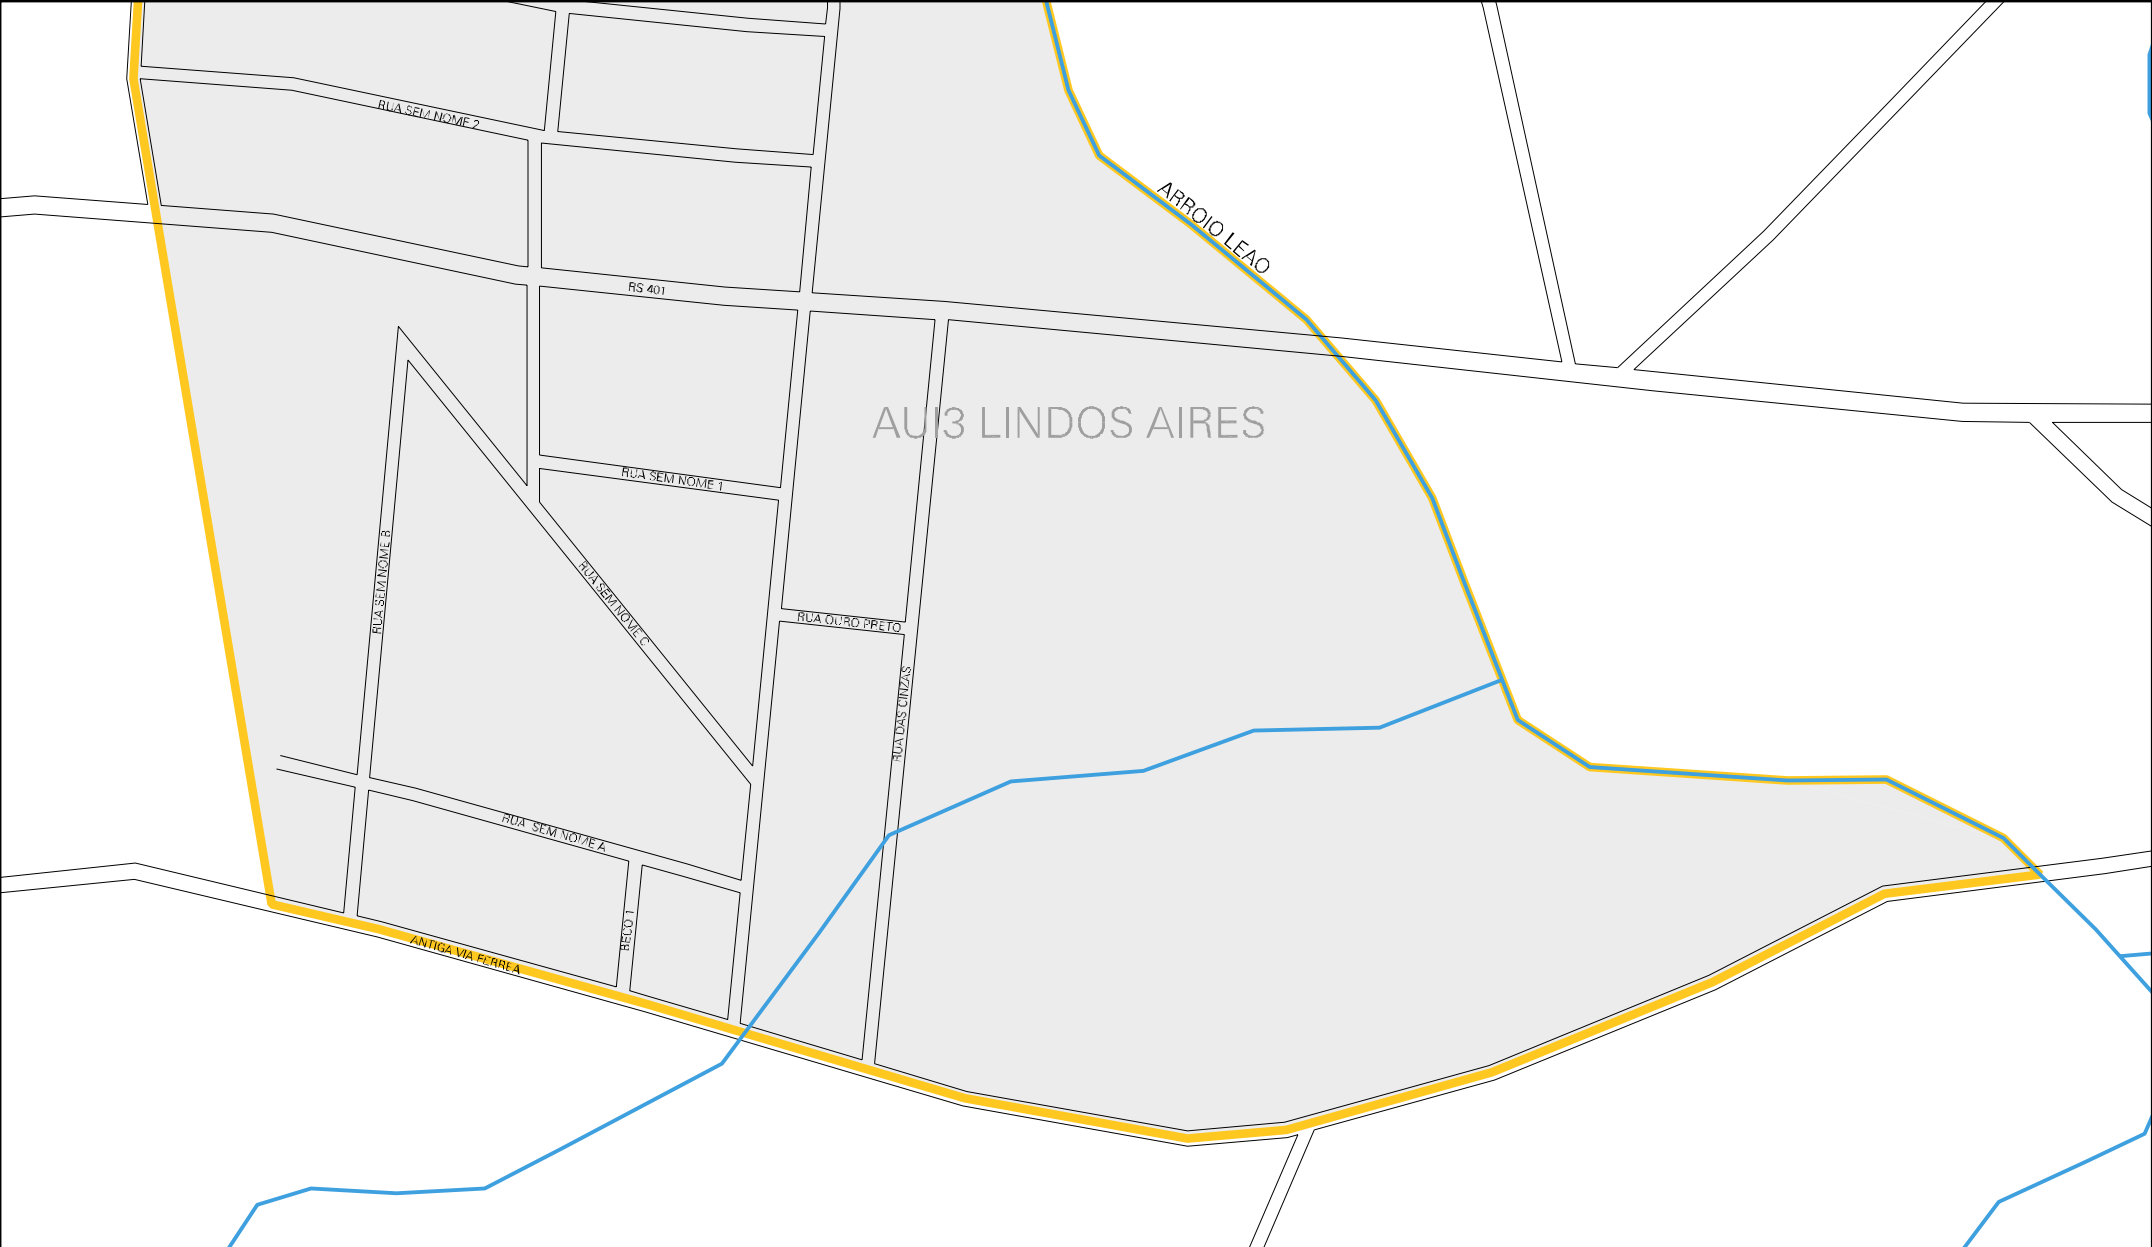 RUA SEM NOME 2
ARROIO LEAO
RS 401
AUI3 LINDOS AIRES
RUA SEM NOME 1
RUA SEM NOME B
RUA SEM NOME C
RUA OURO PRETO
RUA DAS CINZAS
RUA SEM NOME A
BECO 1
ANTIGA VIA FERREA